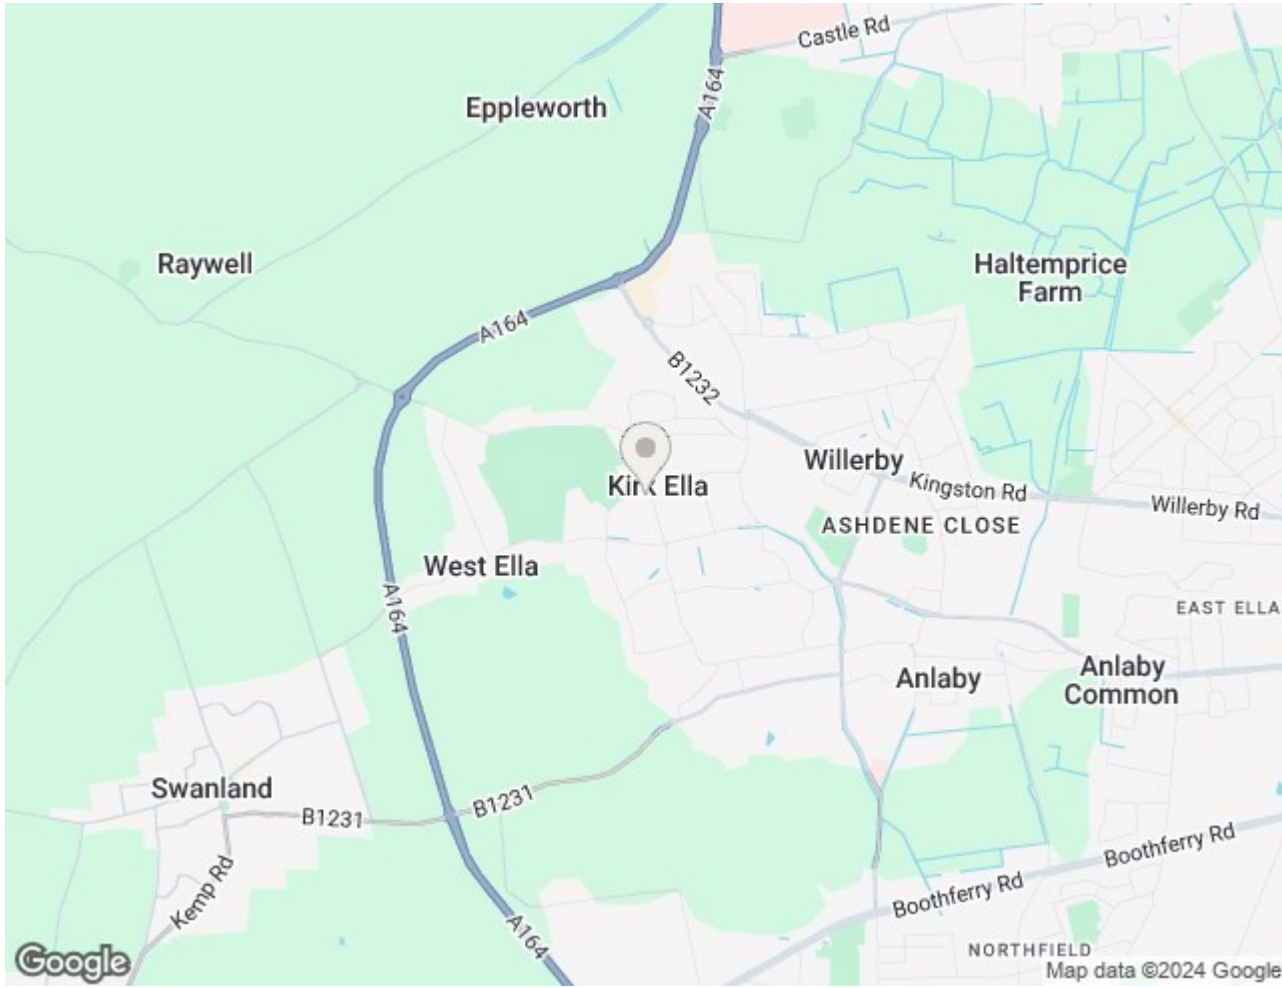 Castle Rd
A164
Eppleworth
Raywell
Haltemprice
Farm
A164
B1232
Willerby
Kirk Ella
Kingston Rd
Willerby Rd
ASHDENE CLOSE
West Ella
A164
EAST ELLA
Anlaby
Anlaby
Common
Swanland
B1231
B1231
Boothferry Rd
Kemp Rd
Boothferry Rd
A164
NORTHFIELD
Google
Map data ©2024 Google